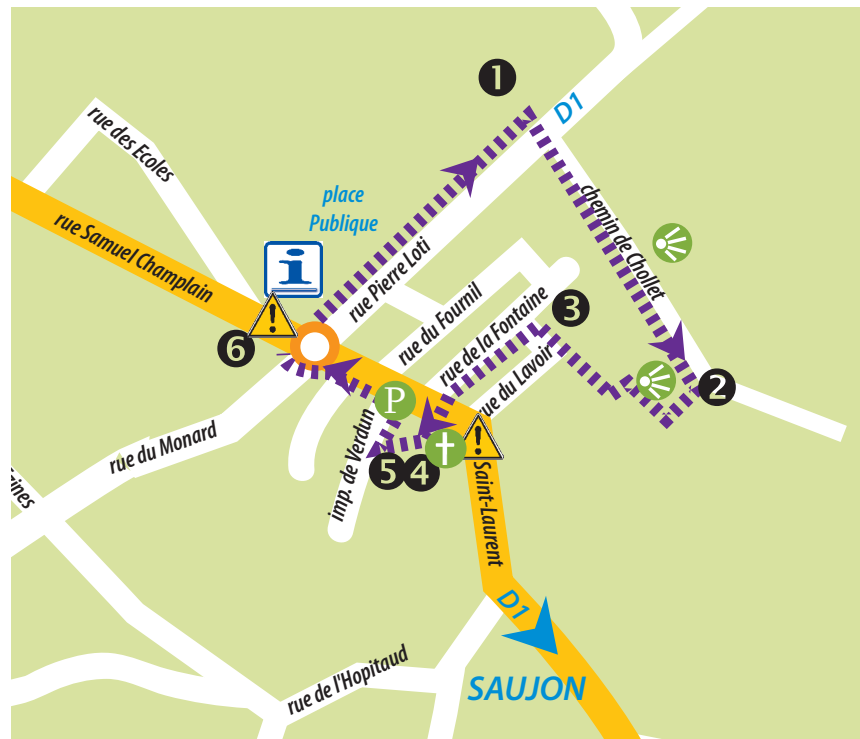 1
D1
rue des Ecoles
place
Publique
chemin de Chollet
rue Samuel Champlain
i
rue Pierre Loti
rue du Fournil
rue de la Fontaine
3
!
6
rue du Lavoir
2
P
rue du Monard
imp. de Verdun
!
5
4
Saint-Laurent
aines
D1
rue de l'Hopitaud
SAUJON